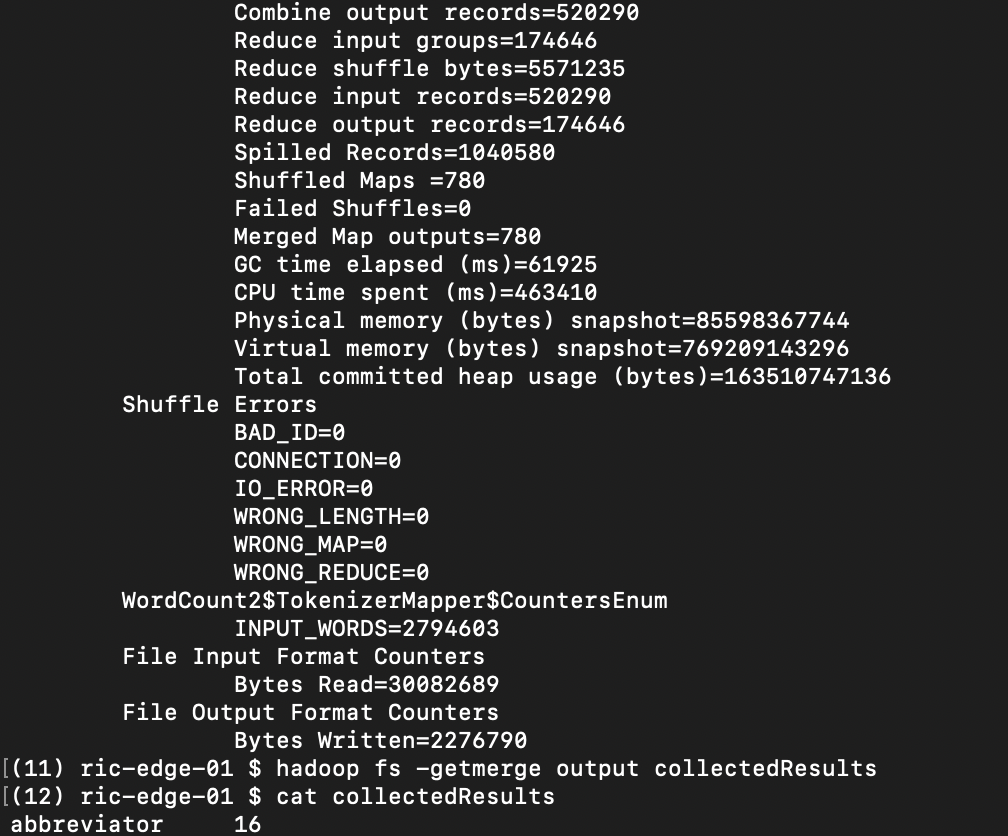 Combine output records=520290
Reduce input groups=174646
Reduce shuffle bytes=5571235
Reduce input records=520290
Reduce output records=174646
Spilled Records=1040580
Shuffled Maps =780
Failed Shuffles=0
Merged Map outputs=780
GC time elapsed (ms)=61925
CPU time spent (ms)=463410
Physical memory (bytes) snapshot=85598367744
Virtual memory (bytes) snapshot=769209143296
Total committed heap usage (bytes)=163510747136
Shuffle Errors
BAD_ID=0
CONNECTION=0
IO_ERROR=0
WRONG_LENGTH=0
WRONG_MAP=0
WRONG_REDUCE=0
WordCount2$TokenizerMapper$CountersEnum
INPUT_WORDS=2794603
File Input Format Counters
Bytes Read=30082689
File Output Format Counters
Bytes Written=2276790
[(11) ric-edge-01 $ hadoop fs -getmerge output collectedResults
[(12) ric-edge-01 $ cat collectedResults
abbreviator 16